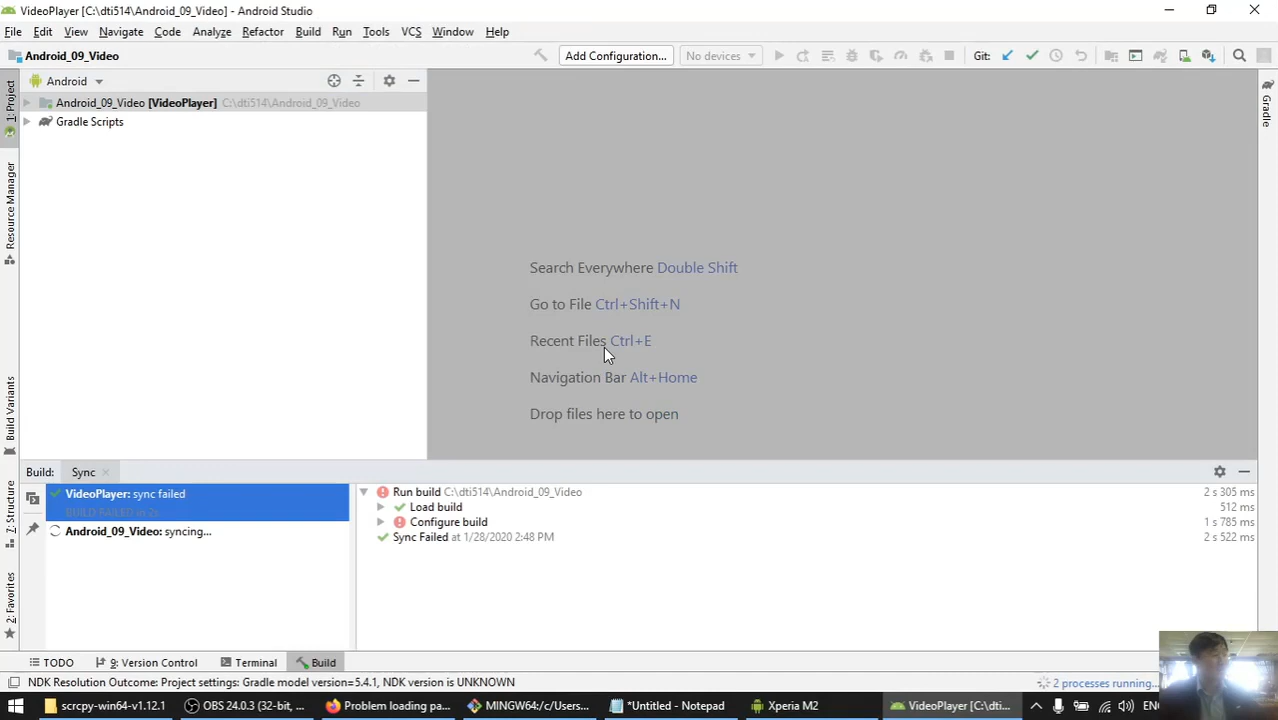 VideoPlayer [C:\dti514\Android_09_Video] - Android Studio
File Edit View Navigate Code Analyze Refactor Build Run Tools VCS Window Help
Android_09_Video
Add Configuration...
No devices
Git:
1: Project
Resource Manager
Build Variants
7: Structure
2: Favorites
Android
Android_09_Video [VideoPlayer] C:\dti514\Android_09_Video
Gradle Scripts
Gradle
Search Everywhere Double Shift
Go to File Ctrl+Shift+N
Recent Files Ctrl+E
Navigation Bar Alt+Home
Drop files here to open
Build: Sync
VideoPlayer: sync failed
BUILD FAILED in 2s
Android_09_Video: syncing...
Run build C:\dti514\Android_09_Video 2 s 305 ms
Load build 512 ms
Configure build 1 s 785 ms
Sync Failed at 1/28/2020 2:48 PM 2 s 522 ms
TODO 9: Version Control Terminal Build
NDK Resolution Outcome: Project settings: Gradle model version=5.4.1, NDK version is UNKNOWN
2 processes running...
scrcpy-win64-v1.12.1
OBS 24.0.3 (32-bit, ...
Problem loading pa...
MINGW64:/c/Users...
*Untitled - Notepad
Xperia M2
VideoPlayer [C:\dti...